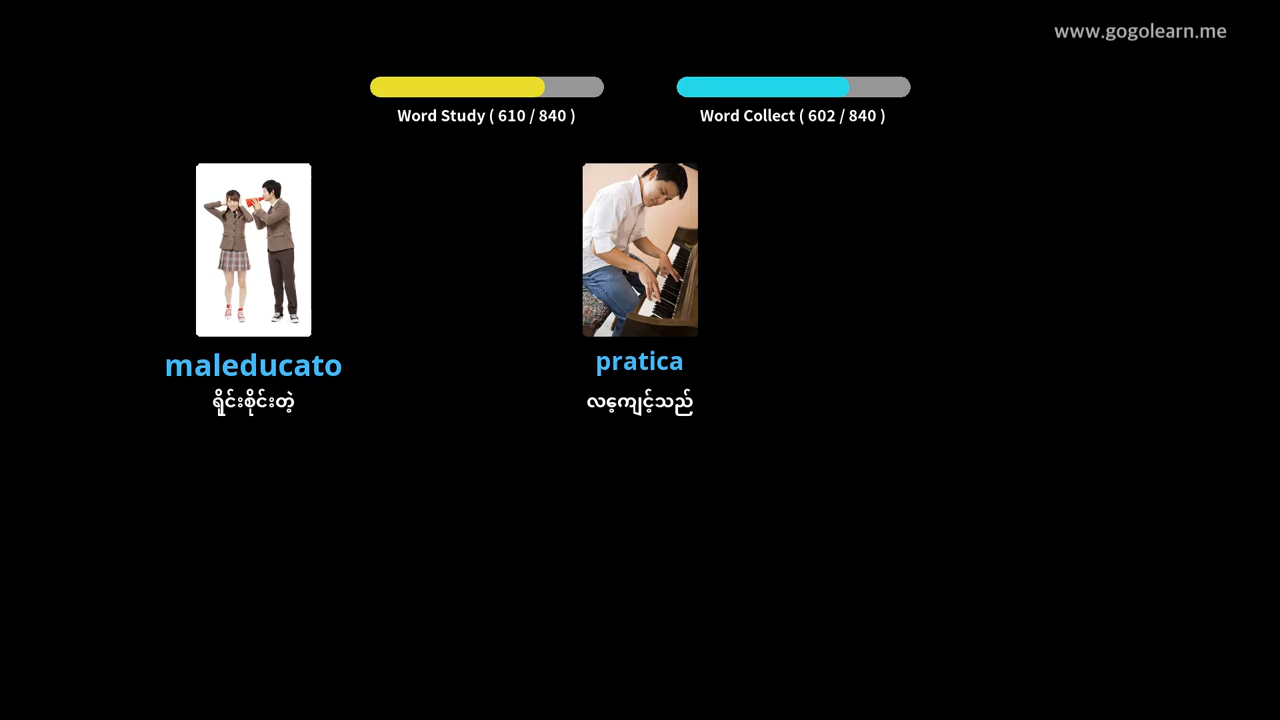 www.gogolearn.me
Word Study ( 610 / 840 )
Word Collect ( 602 / 840 )
maleducato
ရိုင်းစိုင်းတဲ့
pratica
လေ့ကျင့်သည်